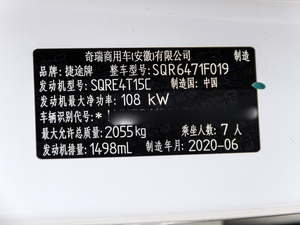 奇瑞商用车(安徽)有限公司 制造
品牌:捷途牌 整车型号:SQR6471F019
发动机型号:SQRE4T15C 制造国:中国
发动机最大净功率:108 kW
车辆识别代号:*
最大允许总质量:2055kg 乘坐人数:7人
发动机排量:1498mL 制造年月:2020-06